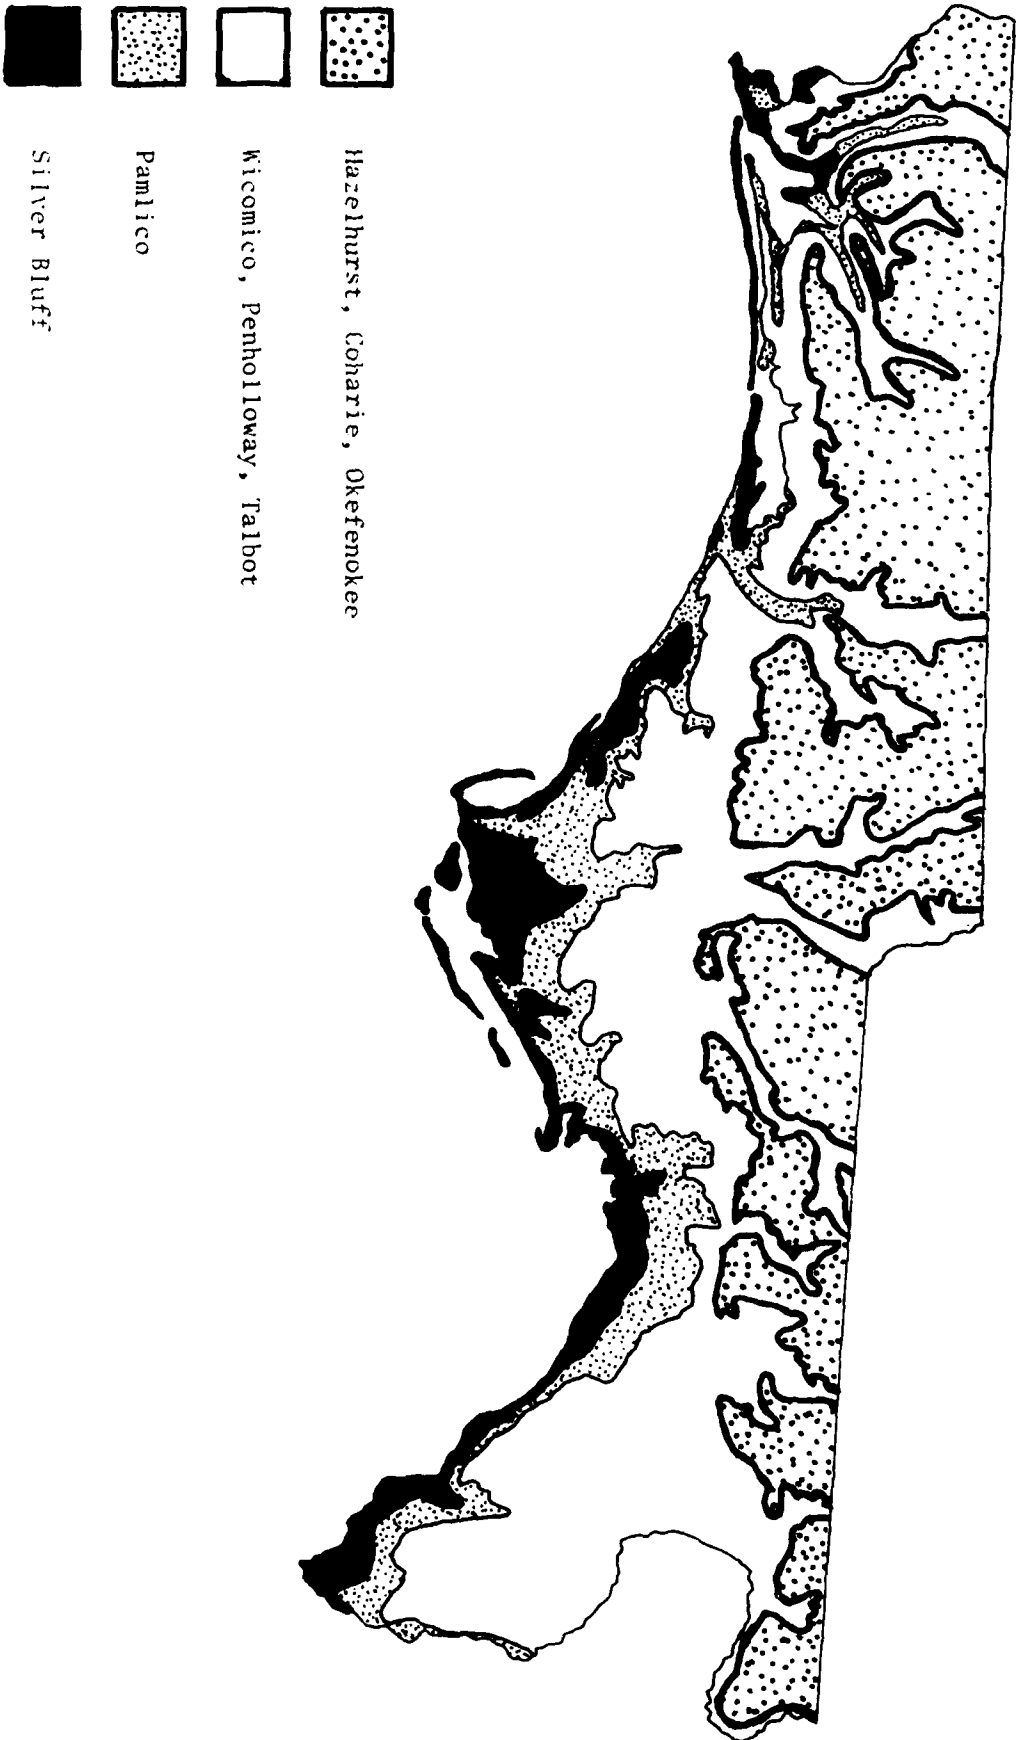 Hazelhurst, Coharie, Okefenokee
Wicomico, Penholloway, Talbot
Pamlico
Silver Bluff